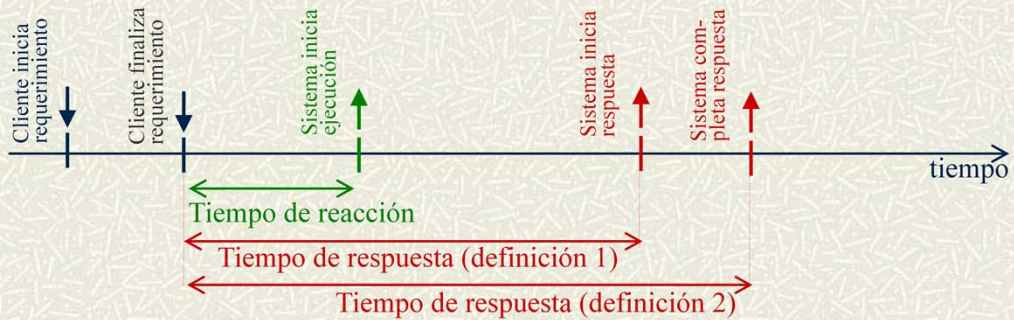 Cliente inicia
requerimiento
Cliente finaliza
requerimiento
Sistema inicia
ejecución
Sistema inicia
respuesta
Sistema com-
pleta respuesta
tiempo
Tiempo de reacción
Tiempo de respuesta (definición 1)
Tiempo de respuesta (definición 2)